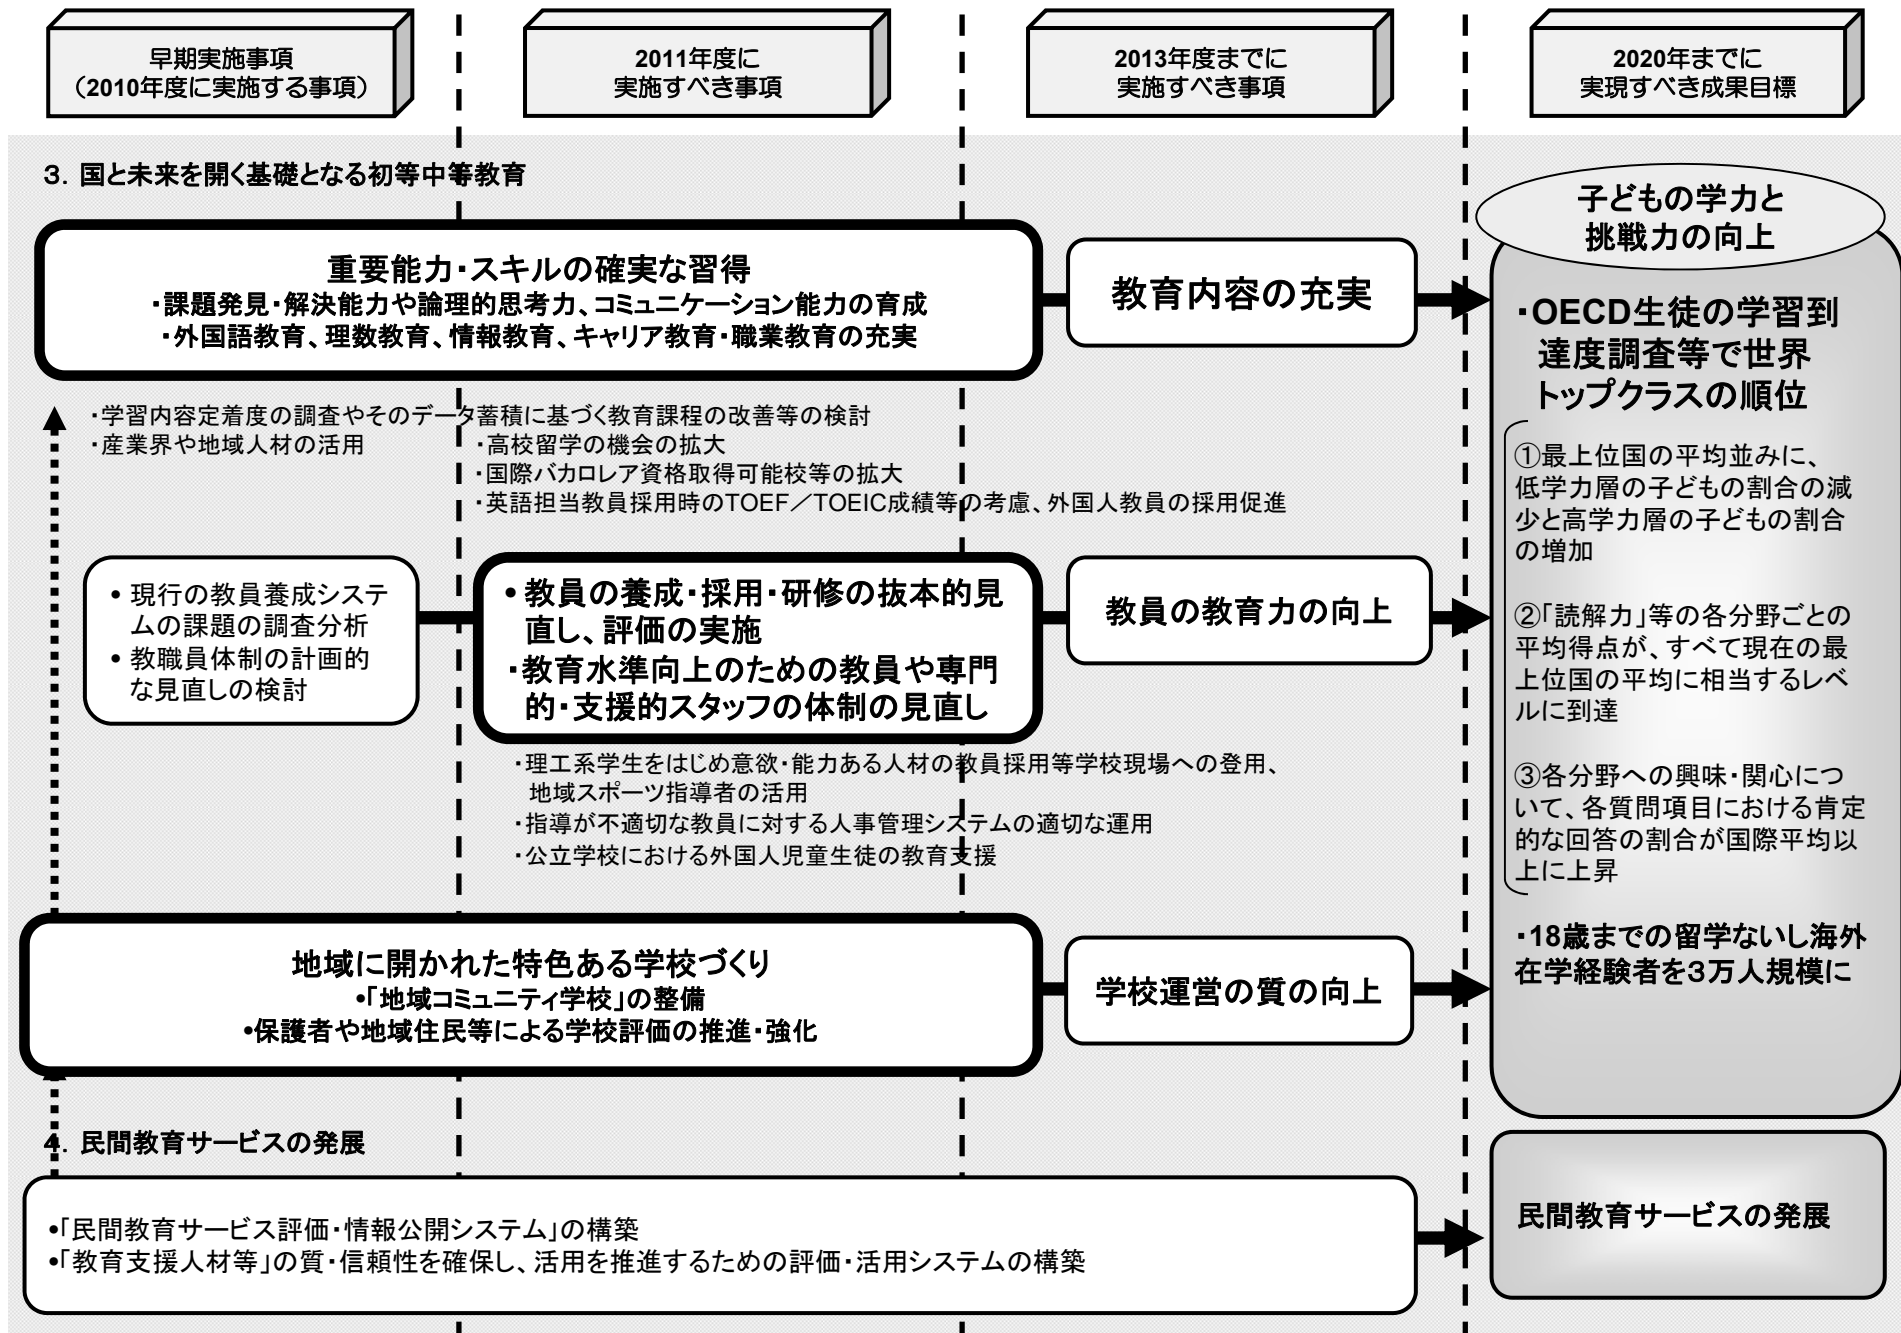 早期実施事項
（2010年度に実施する事項）
2011年度に
実施すべき事項
2013年度までに
実施すべき事項
2020年までに
実現すべき成果目標
３．国と未来を開く基礎となる初等中等教育
重要能力・スキルの確実な習得
・課題発見・解決能力や論理的思考力、コミュニケーション能力の育成
・外国語教育、理数教育、情報教育、キャリア教育・職業教育の充実
教育内容の充実
・学習内容定着度の調査やそのデータ蓄積に基づく教育課程の改善等の検討
・産業界や地域人材の活用
・高校留学の機会の拡大
・国際バカロレア資格取得可能校等の拡大
・英語担当教員採用時のTOEF／TOEIC成績等の考慮、外国人教員の採用促進
• 現行の教員養成システ
ムの課題の調査分析
• 教職員体制の計画的
な見直しの検討
• 教員の養成・採用・研修の抜本的見
直し、評価の実施
・教育水準向上のための教員や専門
的・支援的スタッフの体制の見直し
教員の教育力の向上
・理工系学生をはじめ意欲・能力ある人材の教員採用等学校現場への登用、
地域スポーツ指導者の活用
・指導が不適切な教員に対する人事管理システムの適切な運用
・公立学校における外国人児童生徒の教育支援
地域に開かれた特色ある学校づくり
•「地域コミュニティ学校」の整備
•保護者や地域住民等による学校評価の推進・強化
学校運営の質の向上
子どもの学力と
挑戦力の向上
・OECD生徒の学習到
達度調査等で世界
トップクラスの順位
①最上位国の平均並みに、
低学力層の子どもの割合の減
少と高学力層の子どもの割合
の増加
②「読解力」等の各分野ごとの
平均得点が、すべて現在の最
上位国の平均に相当するレベ
ルに到達
③各分野への興味・関心につ
いて、各質問項目における肯定
的な回答の割合が国際平均以
上に上昇
・18歳までの留学ないし海外
在学経験者を３万人規模に
４．民間教育サービスの発展
•「民間教育サービス評価・情報公開システム」の構築
•「教育支援人材等」の質・信頼性を確保し、活用を推進するための評価・活用システムの構築
民間教育サービスの発展